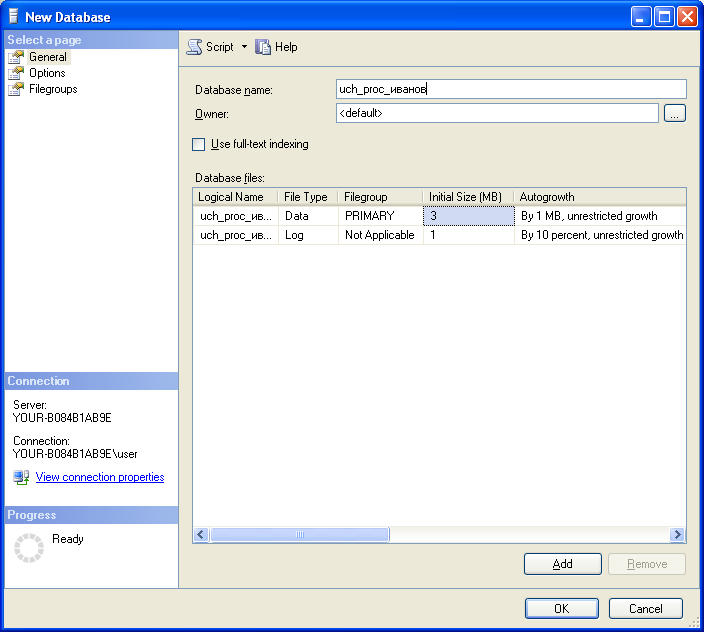 New Database
Select a page
General
Options
Filegroups
Script Help
Database name: uch_proc_иванов
Owner: <default> ...
Use full-text indexing
Database files:
Logical Name File Type Filegroup Initial Size (MB) Autogrowth
uch_proc_ив... Data PRIMARY 3 By 1 MB, unrestricted growth
uch_proc_ив... Log Not Applicable 1 By 10 percent, unrestricted growth
Connection
Server:
YOUR-B084B1AB9E
Connection:
YOUR-B084B1AB9E\user
View connection properties
Progress
Ready
Add Remove
OK Cancel